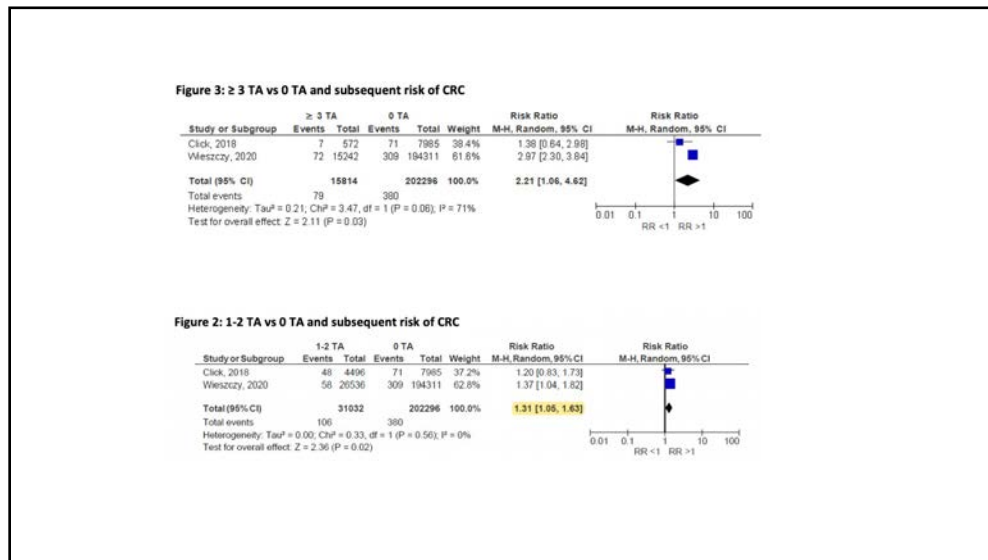 Figure 3: ≥ 3 TA vs 0 TA and subsequent risk of CRC
≥ 3 TA 0 TA Risk Ratio Risk Ratio
Study or Subgroup Events Total Events Total Weight M-H, Random, 95% CI M-H, Random, 95% CI
Click, 2018 7 572 71 7985 38.4% 1.38 [0.64, 2.98]
Wieszczy, 2020 72 15242 309 194311 61.6% 2.97 [2.30, 3.84]
Total (95% CI) 15814 202296 100.0% 2.21 [1.06, 4.62]
Total events 79 380
Heterogeneity: Tau² = 0.21; Chi² = 3.47, df = 1 (P = 0.06); I² = 71%
Test for overall effect: Z = 2.11 (P = 0.03)
0.01 0.1 1 10 100
RR <1 RR >1
Figure 2: 1-2 TA vs 0 TA and subsequent risk of CRC
1-2 TA 0 TA Risk Ratio Risk Ratio
Study or Subgroup Events Total Events Total Weight M-H, Random, 95% CI M-H, Random, 95% CI
Click, 2018 48 4496 71 7985 37.2% 1.20 [0.83, 1.73]
Wieszczy, 2020 58 26536 309 194311 62.8% 1.37 [1.04, 1.82]
Total (95% CI) 31032 202296 100.0% 1.31 [1.05, 1.63]
Total events 106 380
Heterogeneity: Tau² = 0.00; Chi² = 0.33, df = 1 (P = 0.56); I² = 0%
Test for overall effect: Z = 2.36 (P = 0.02)
0.01 0.1 1 10 100
RR <1 RR >1